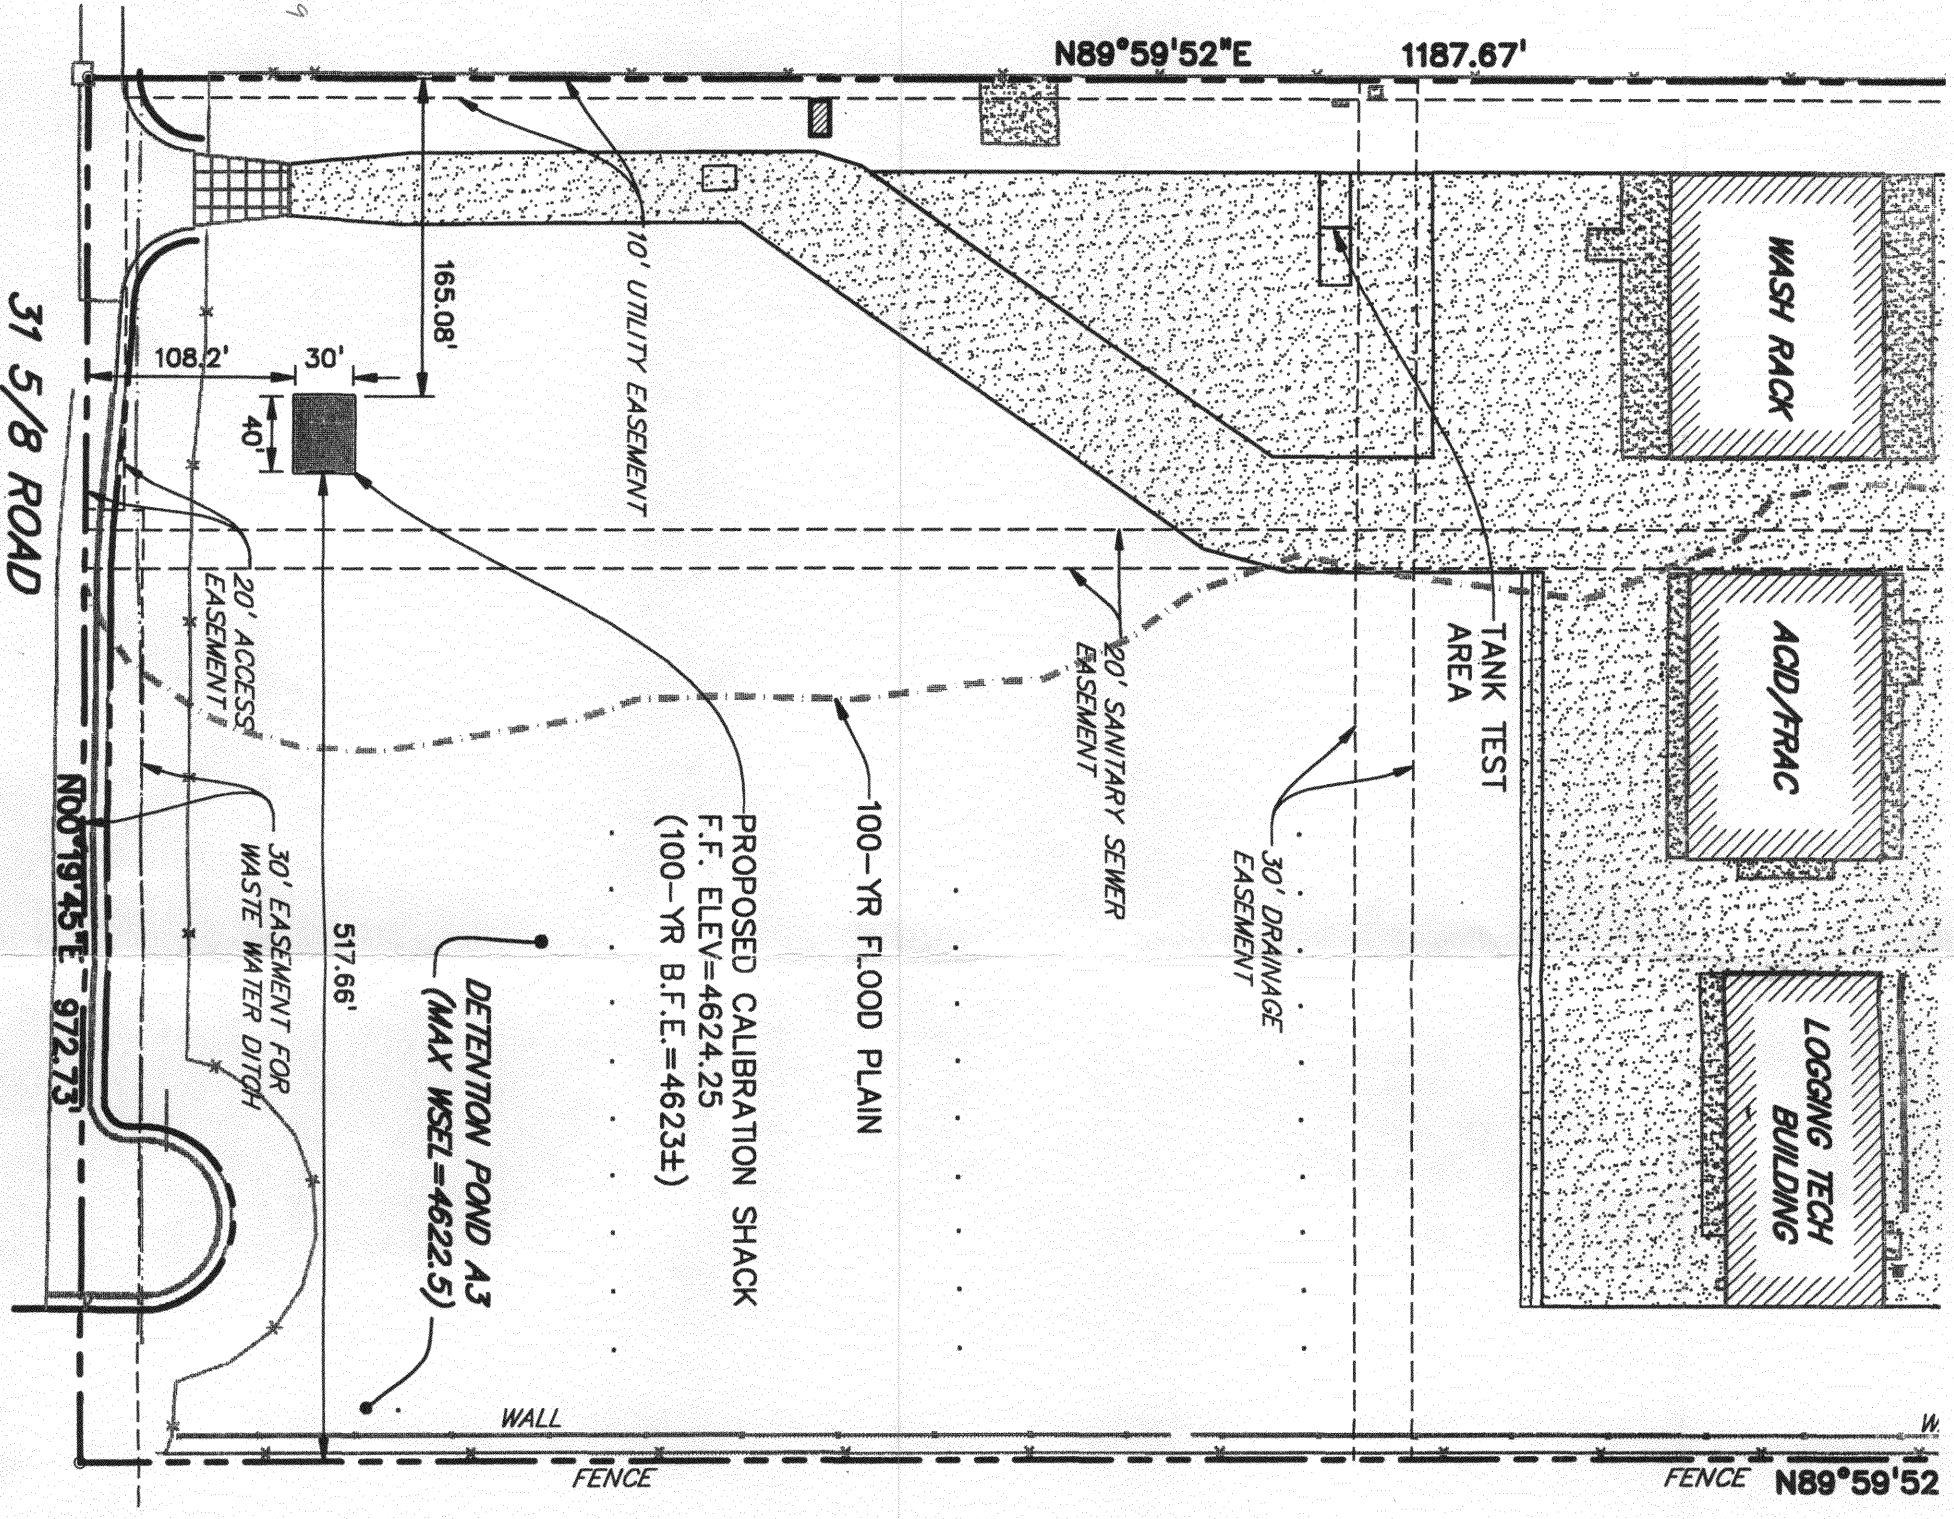 N89°59'52"E 1187.67'
165.08'
10' UTILITY EASEMENT
108.2'
30'
40'
31 5/8 ROAD
WASH RACK
TANK TEST
AREA
ACID/FRAC
LOGGING TECH
BUILDING
20' ACCESS
EASEMENT
20' SANITARY SEWER
EASEMENT
30' DRAINAGE
EASEMENT
100-YR FLOOD PLAIN
PROPOSED CALIBRATION SHACK
F.F. ELEV=4624.25
(100-YR B.F.E.=4623±)
30' EASEMENT FOR
WASTE WATER DITCH
N00°19'45"E 972.73'
517.66'
DETENTION POND A3
(MAX WSEL=4622.5)
WALL
W
FENCE
FENCE
N89°59'52